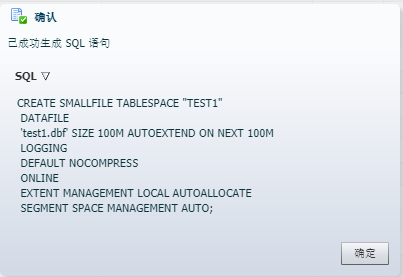 确认
已成功生成 SQL 语句
SQL ▽
CREATE SMALLFILE TABLESPACE "TEST1"
DATAFILE
'test1.dbf' SIZE 100M AUTOEXTEND ON NEXT 100M
LOGGING
DEFAULT NOCOMPRESS
ONLINE
EXTENT MANAGEMENT LOCAL AUTOALLOCATE
SEGMENT SPACE MANAGEMENT AUTO;
确定